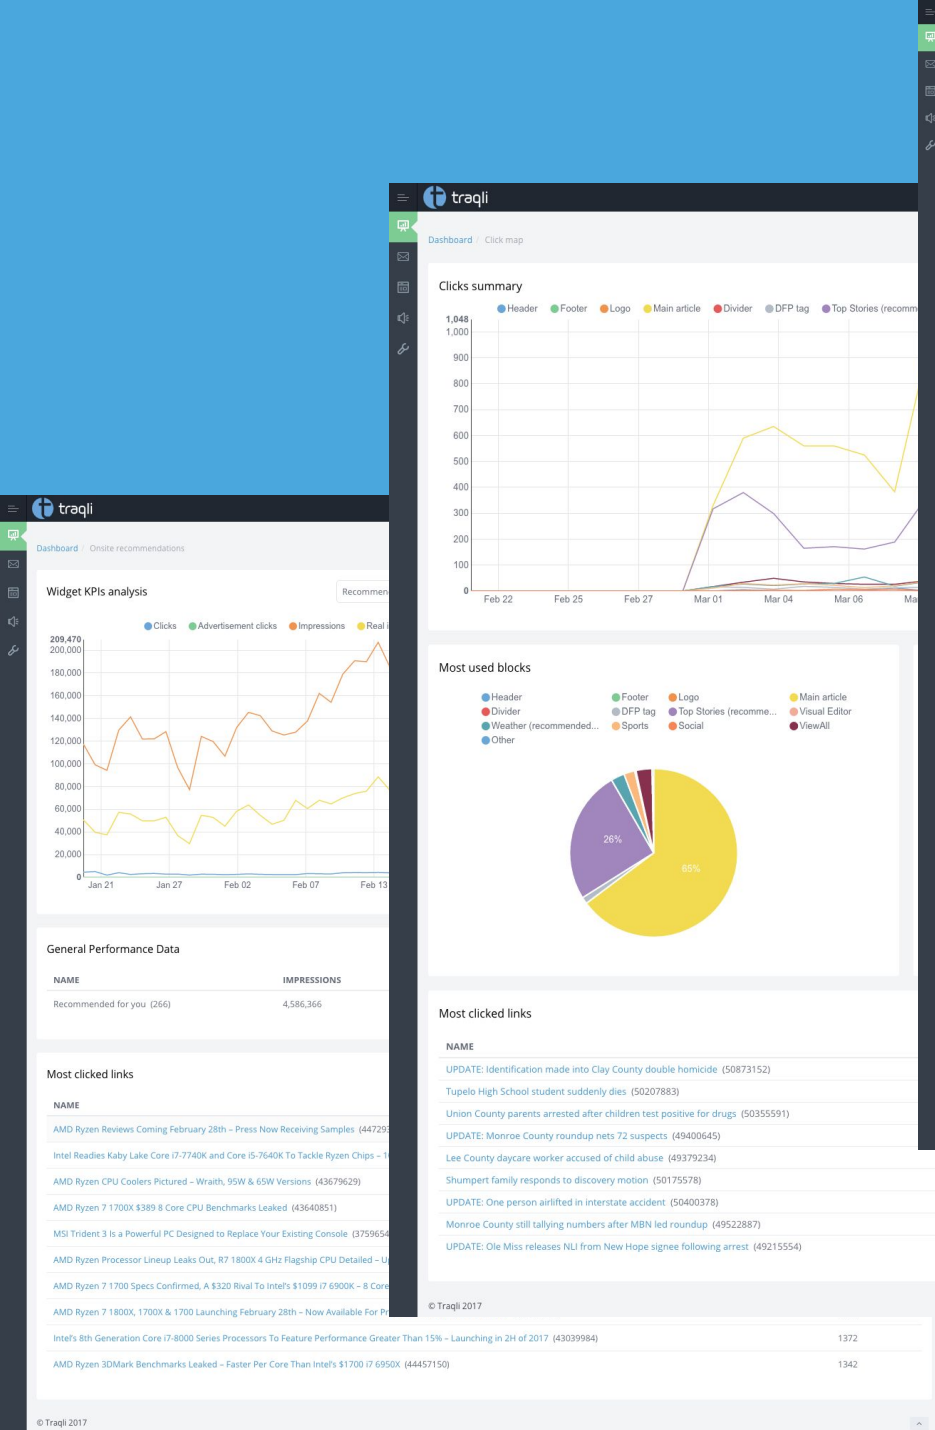 traqli
Dashboard / Click map
Clicks summary
Header Footer Logo Main article Divider DFP tag Top Stories (recomm
1,048
1,000
900
800
700
600
500
400
300
200
100
0
Feb 22 Feb 25 Feb 27 Mar 01 Mar 04 Mar 06 Ma
Most used blocks
Header Footer Logo Main article
Divider DFP tag Top Stories (recomme... Visual Editor
Weather (recommended... Sports Social ViewAll
Other
26%
65%
Most clicked links
NAME
UPDATE: Identification made into Clay County double homicide (50873152)
Tupelo High School student suddenly dies (50207883)
Union County parents arrested after children test positive for drugs (50355591)
UPDATE: Monroe County roundup nets 72 suspects (49400645)
Lee County daycare worker accused of child abuse (49379234)
Shumpert family responds to discovery motion (50175578)
UPDATE: One person airlifted in interstate accident (50400378)
Monroe County still tallying numbers after MBN led roundup (49522887)
UPDATE: Ole Miss releases NLI from New Hope signee following arrest (49215554)
© Traqli 2017
traqli
Dashboard / Onsite recommendations
Widget KPIs analysis
Recommen
Clicks Advertisement clicks Impressions Real i
209,470
200,000
180,000
160,000
140,000
120,000
100,000
80,000
60,000
40,000
20,000
0
Jan 21 Jan 27 Feb 02 Feb 07 Feb 13
General Performance Data
NAME IMPRESSIONS
Recommended for you (266) 4,586,366
Most clicked links
NAME
AMD Ryzen Reviews Coming February 28th – Press Now Receiving Samples (447293
Intel Readies Kaby Lake Core i7-7740K and Core i5-7640K To Tackle Ryzen Chips – 1
AMD Ryzen CPU Coolers Pictured – Wraith, 95W & 65W Versions (43679629)
AMD Ryzen 7 1700X $389 8 Core CPU Benchmarks Leaked (43640851)
MSI Trident 3 Is a Powerful PC Designed to Replace Your Existing Console (3759654
AMD Ryzen Processor Lineup Leaks Out, R7 1800X 4 GHz Flagship CPU Detailed – U
AMD Ryzen 7 1700 Specs Confirmed, A $320 Rival To Intel's $1099 i7 6900K – 8 Core
AMD Ryzen 7 1800X, 1700X & 1700 Launching February 28th – Now Available For Pr
Intel's 8th Generation Core i7-8000 Series Processors To Feature Performance Greater Than 15% – Launching in 2H of 2017 (43039984) 1372
AMD Ryzen 3DMark Benchmarks Leaked – Faster Per Core Than Intel's $1700 i7 6950X (44457150) 1342
© Traqli 2017